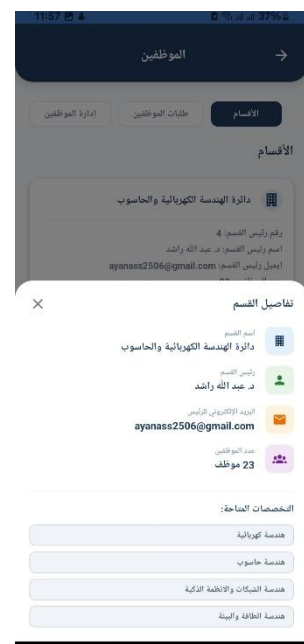 11:57
37%
الموظفين
الأقسام
طلبات الموظفين
إدارة الموظفين
الأقسام
دائرة الهندسة الكهربائية والحاسوب
رقم رئيس القسم: 4
اسم رئيس القسم: د. عبد الله راشد
ايميل رئيس القسم: ayanass2506@gmail.com
تفاصيل القسم
اسم القسم
دائرة الهندسة الكهربائية والحاسوب
رئيس القسم
د. عبد الله راشد
البريد الإلكتروني للرئيس
ayanass2506@gmail.com
عدد الموظفين
23 موظف
التخصصات المتاحة:
هندسة كهربائية
هندسة حاسوب
هندسة الشبكات والانظمة الذكية
هندسة الطاقة والبيئة